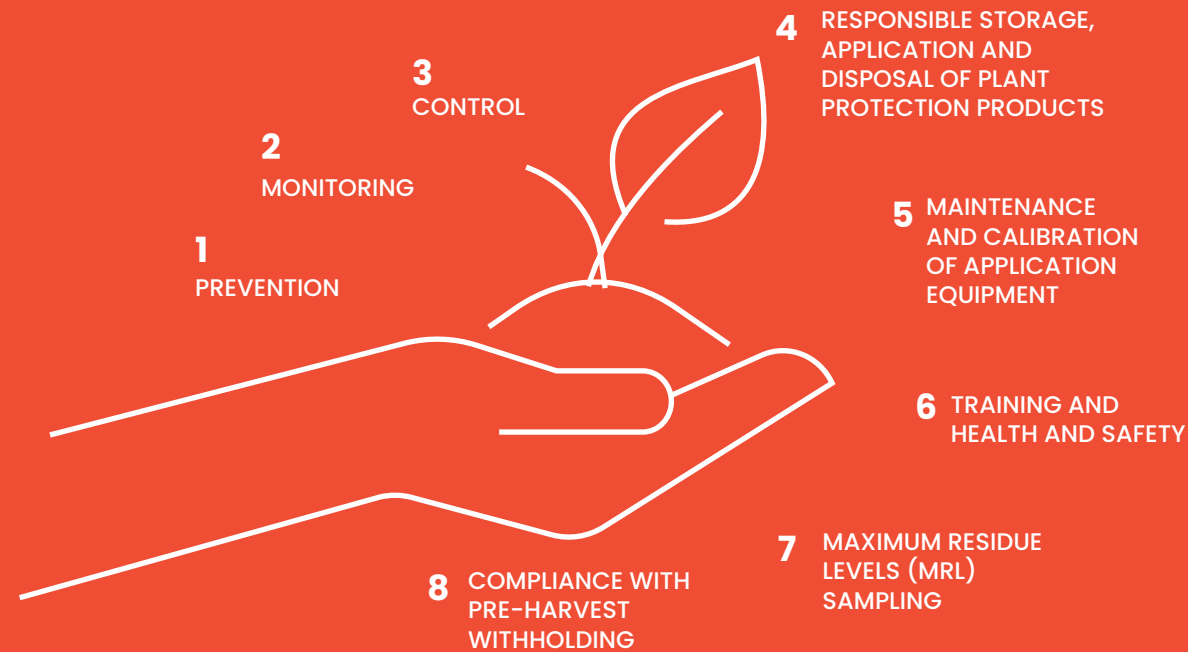 1
PREVENTION
2
MONITORING
3
CONTROL
4
RESPONSIBLE STORAGE,
APPLICATION AND
DISPOSAL OF PLANT
PROTECTION PRODUCTS
5
MAINTENANCE
AND CALIBRATION
OF APPLICATION
EQUIPMENT
6
TRAINING AND
HEALTH AND SAFETY
7
MAXIMUM RESIDUE
LEVELS (MRL)
SAMPLING
8
COMPLIANCE WITH
PRE-HARVEST
WITHHOLDING